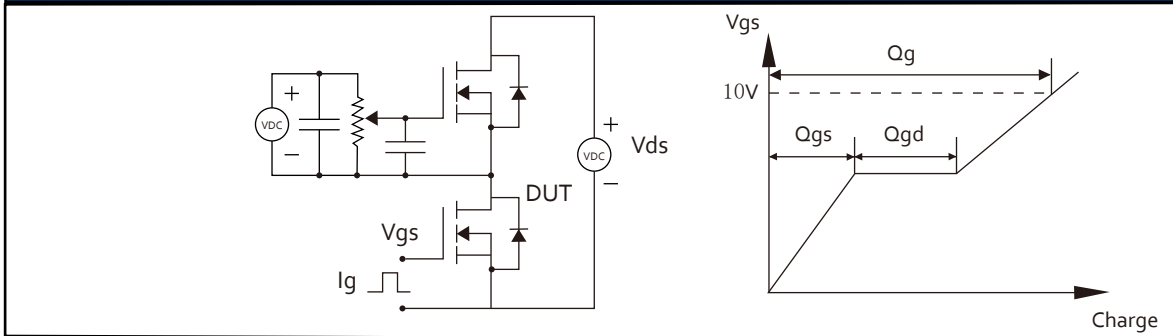 +
VDC
−
Vgs
Ig
DUT
+
VDC
−
Vds
Vgs
Qg
10V
Qgs
Qgd
Charge